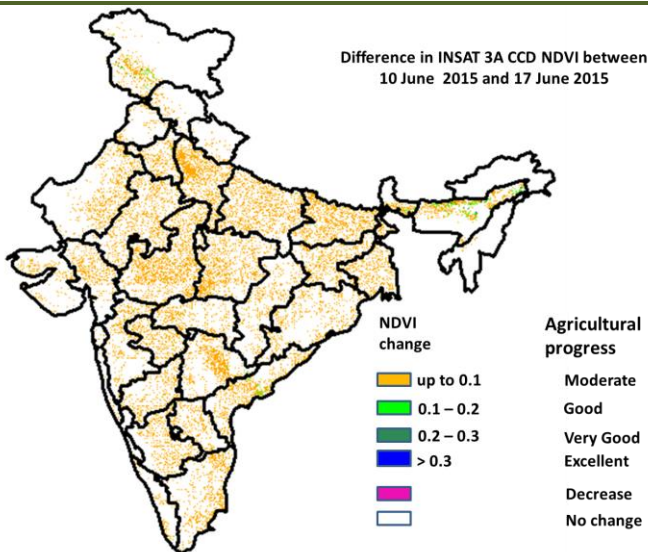 Difference in INSAT 3A CCD NDVI between
10 June 2015 and 17 June 2015
NDVI change
Agricultural progress
up to 0.1 Moderate
0.1 – 0.2 Good
0.2 – 0.3 Very Good
> 0.3 Excellent
Decrease
No change